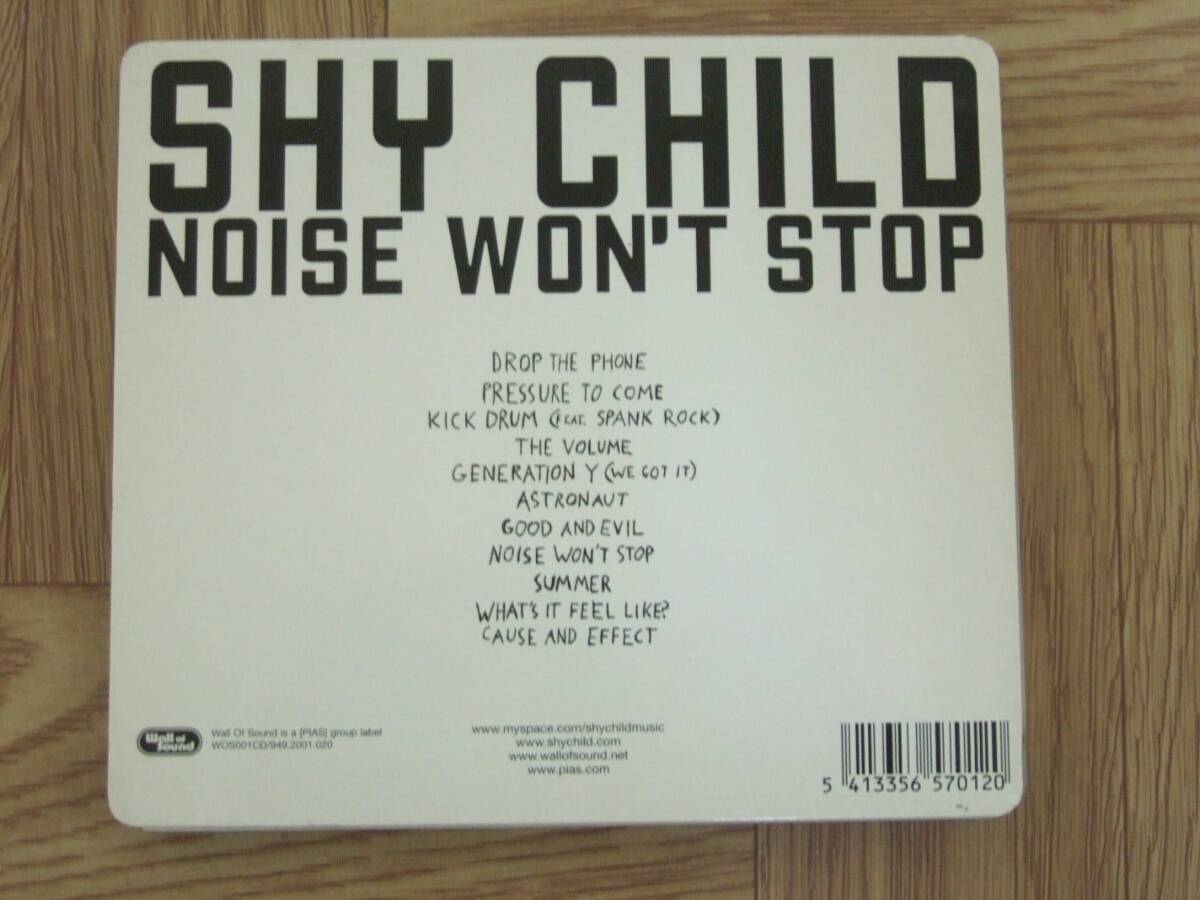 SHY CHILD
NOISE WON'T STOP
DROP THE PHONE
PRESSURE TO COME
KICK DRUM (FEAT. SPANK ROCK)
THE VOLUME
GENERATION Y (WE GOT IT)
ASTRONAUT
GOOD AND EVIL
NOISE WON'T STOP
SUMMER
WHAT'S IT FEEL LIKE?
CAUSE AND EFFECT
Wall of
Sound
Wall Of Sound is a [PIAS] group label
WOS001CD/949.2001.020
www.myspace.com/shychildmusic
www.shychild.com
www.wallofsound.net
www.pias.com
5 413356 570120